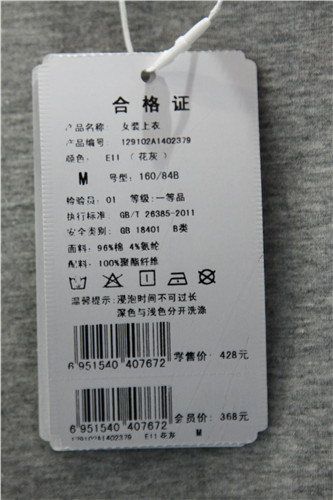 合格证
产品名称: 女装上衣
产品编号: 129102A1402379
颜色: E11 (花灰)
M 号型: 160/84B
检验员: 01 等级: 一等品
执行标准: GB/T 26385-2011
安全类别: GB 18401 B类
面料: 96%棉 4%氨纶
配料: 100%聚酯纤维
温馨提示: 浸泡时间不可过长
深色与浅色分开洗涤
零售价: 428元
6 951540 407672
会员价: 368元
6 951540 407672
129102A1402379 E11花灰 M